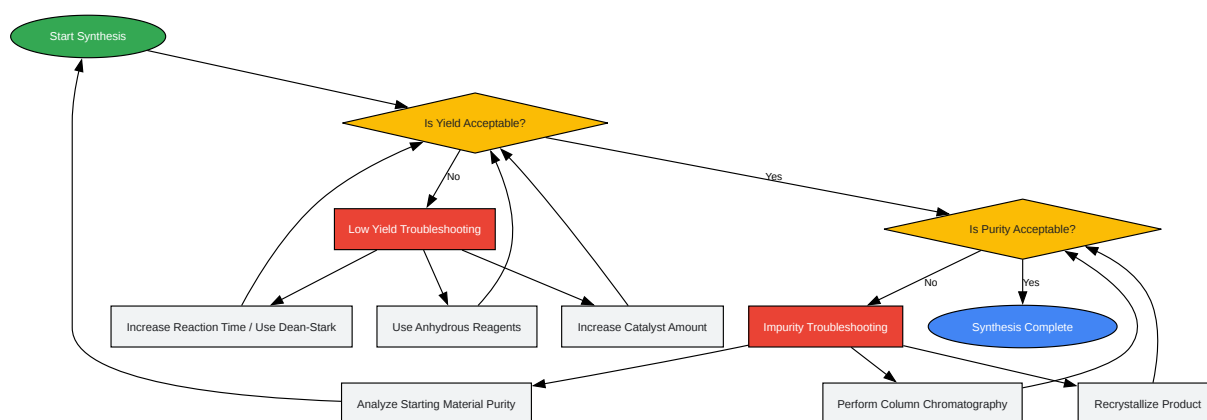 Start Synthesis
Is Yield Acceptable?
No
Yes
Low Yield Troubleshooting
Is Purity Acceptable?
No
Yes
Increase Reaction Time / Use Dean-Stark
Use Anhydrous Reagents
Increase Catalyst Amount
Impurity Troubleshooting
Synthesis Complete
Analyze Starting Material Purity
Perform Column Chromatography
Recrystallize Product